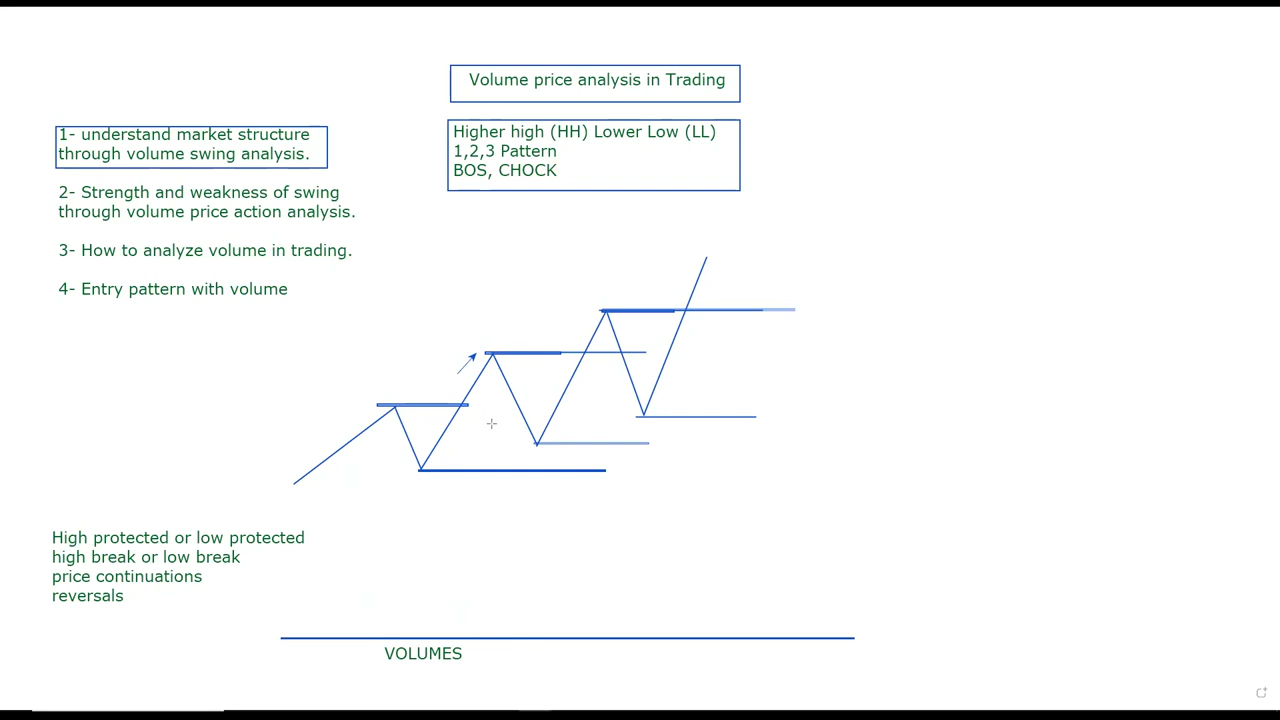 Volume price analysis in Trading
Higher high (HH) Lower Low (LL)
1,2,3 Pattern
BOS, CHOCK
1- understand market structure
through volume swing analysis.
2- Strength and weakness of swing
through volume price action analysis.
3- How to analyze volume in trading.
4- Entry pattern with volume
High protected or low protected
high break or low break
price continuations
reversals
VOLUMES